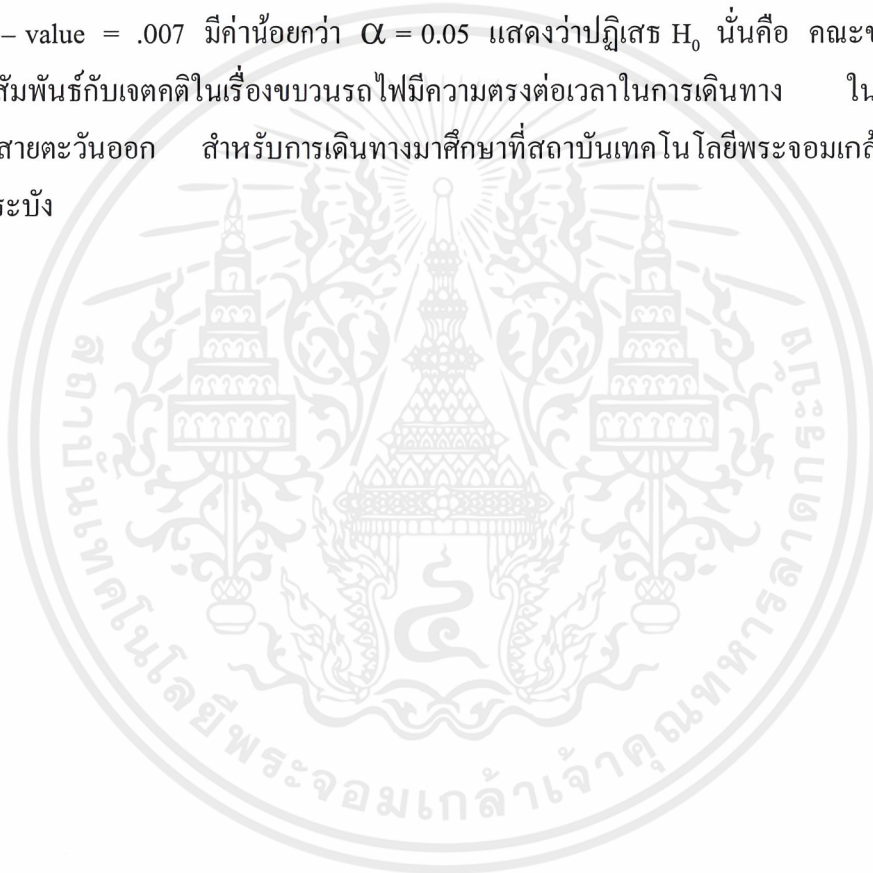 – value = .007 มีค่าน้อยกว่า α = 0.05 แสดงว่าปฏิเสธ H₀ นั่นคือ คณะ
สัมพันธ์กับเจตคติในเรื่องขบวนรถไฟมีความตรงต่อเวลาในการเดินทาง ใน
สายตะวันออก สำหรับการเดินทางมาศึกษาที่สถาบันเทคโนโลยีพระจอมเกล้
ระบัง
สถาบันเทคโนโลยีพระจอมเกล้าเจ้าคุณทหารลาดกระบัง